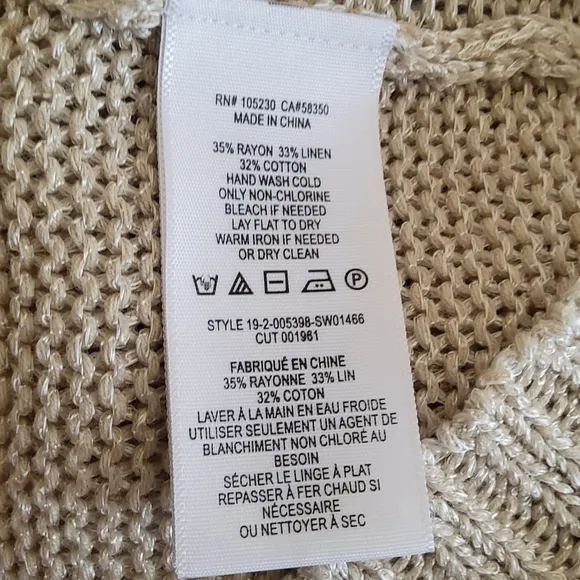 RN# 105230 CA#58350
MADE IN CHINA
35% RAYON 33% LINEN
32% COTTON
HAND WASH COLD
ONLY NON-CHLORINE
BLEACH IF NEEDED
LAY FLAT TO DRY
WARM IRON IF NEEDED
OR DRY CLEAN
P
STYLE 19-2-005398-SW01466
CUT 001961
FABRIQUÉ EN CHINE
35% RAYONNE 33% LIN
32% COTON
LAVER À LA MAIN EN EAU FROIDE
UTILISER SEULEMENT UN AGENT DE
BLANCHIMENT NON CHLORÉ AU
BESOIN
SÉCHER LE LINGE À PLAT
REPASSER À FER CHAUD SI
NÉCESSAIRE
OU NETTOYER À SEC